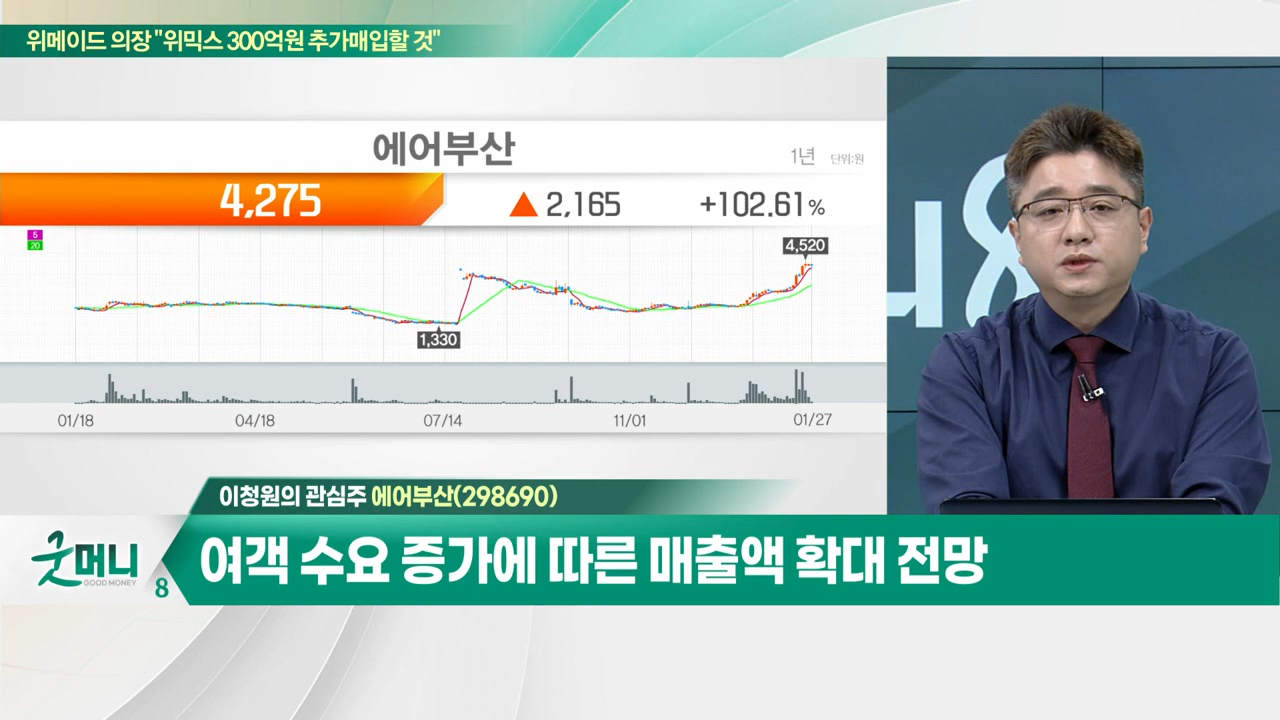 위메이드 의장 "위믹스 300억원 추가매입할 것"
에어부산
1년 단위:원
4,275 ▲ 2,165 +102.61%
5
20
4,520
1,330
01/18 04/18 07/14 11/01 01/27
이청원의 관심주 에어부산(298690)
굿머니
GOOD MONEY
8
여객 수요 증가에 따른 매출액 확대 전망